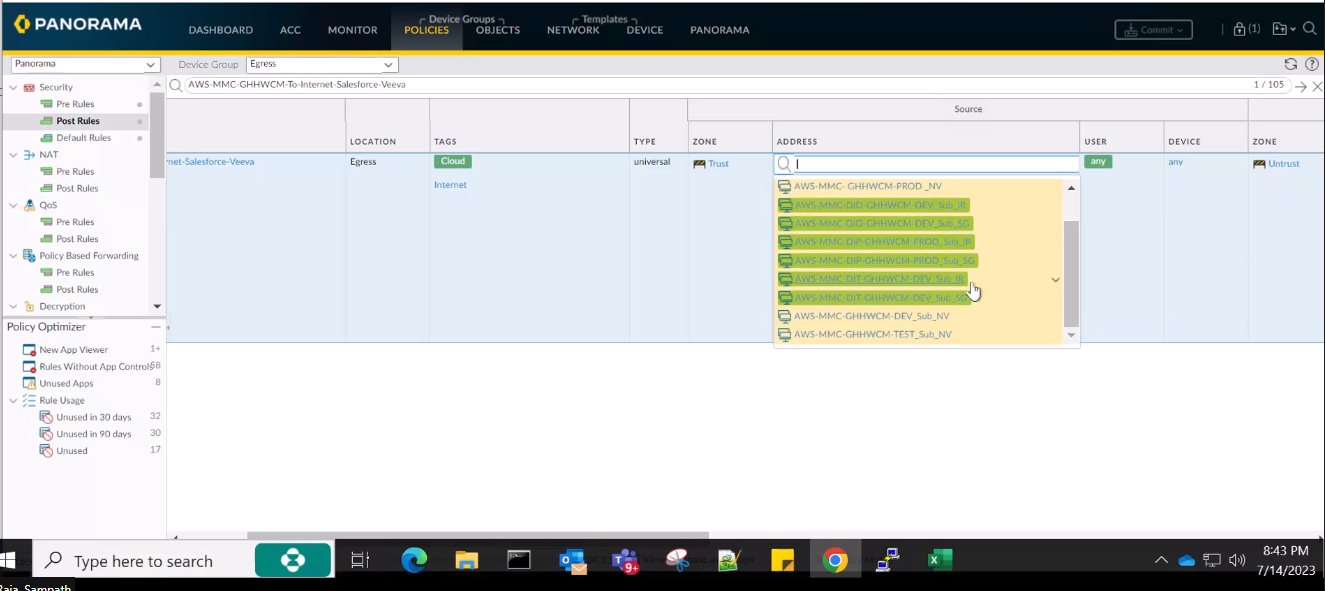 PANORAMA
Device Groups
Templates
DASHBOARD ACC MONITOR POLICIES OBJECTS NETWORK DEVICE PANORAMA
Commit
(1)
Panorama
Device Group Egress
AWS-MMC-GHHWCM-To-Internet-Salesforce-Veeva
1 / 105
Security
Pre Rules
Post Rules
Default Rules
NAT
Pre Rules
Post Rules
QoS
Pre Rules
Post Rules
Policy Based Forwarding
Pre Rules
Post Rules
Decryption
Policy Optimizer
New App Viewer 1+
Rules Without App Controls 58
Unused Apps 8
Rule Usage
Unused in 30 days 32
Unused in 90 days 30
Unused 17
Source
LOCATION TAGS TYPE ZONE ADDRESS USER DEVICE ZONE
net-Salesforce-Veeva Egress Cloud universal Trust any any Untrust
Internet
AWS-MMC- GHHWCM-PROD _NV
AWS-MMC-DID-GHHWCM-DEV_Sub_IR
AWS-MMC-DID-GHHWCM-DEV_Sub_SG
AWS-MMC-DIP-GHHWCM-PROD_Sub_IR
AWS-MMC-DIP-GHHWCM-PROD_Sub_SG
AWS-MMC-DIT-GHHWCM-DEV_Sub_IR
AWS-MMC-DIT-GHHWCM-DEV_Sub_SG
AWS-MMC-GHHWCM-DEV_Sub_NV
AWS-MMC-GHHWCM-TEST_Sub_NV
Type here to search
9+
8:43 PM
7/14/2023
Raja, Sampath